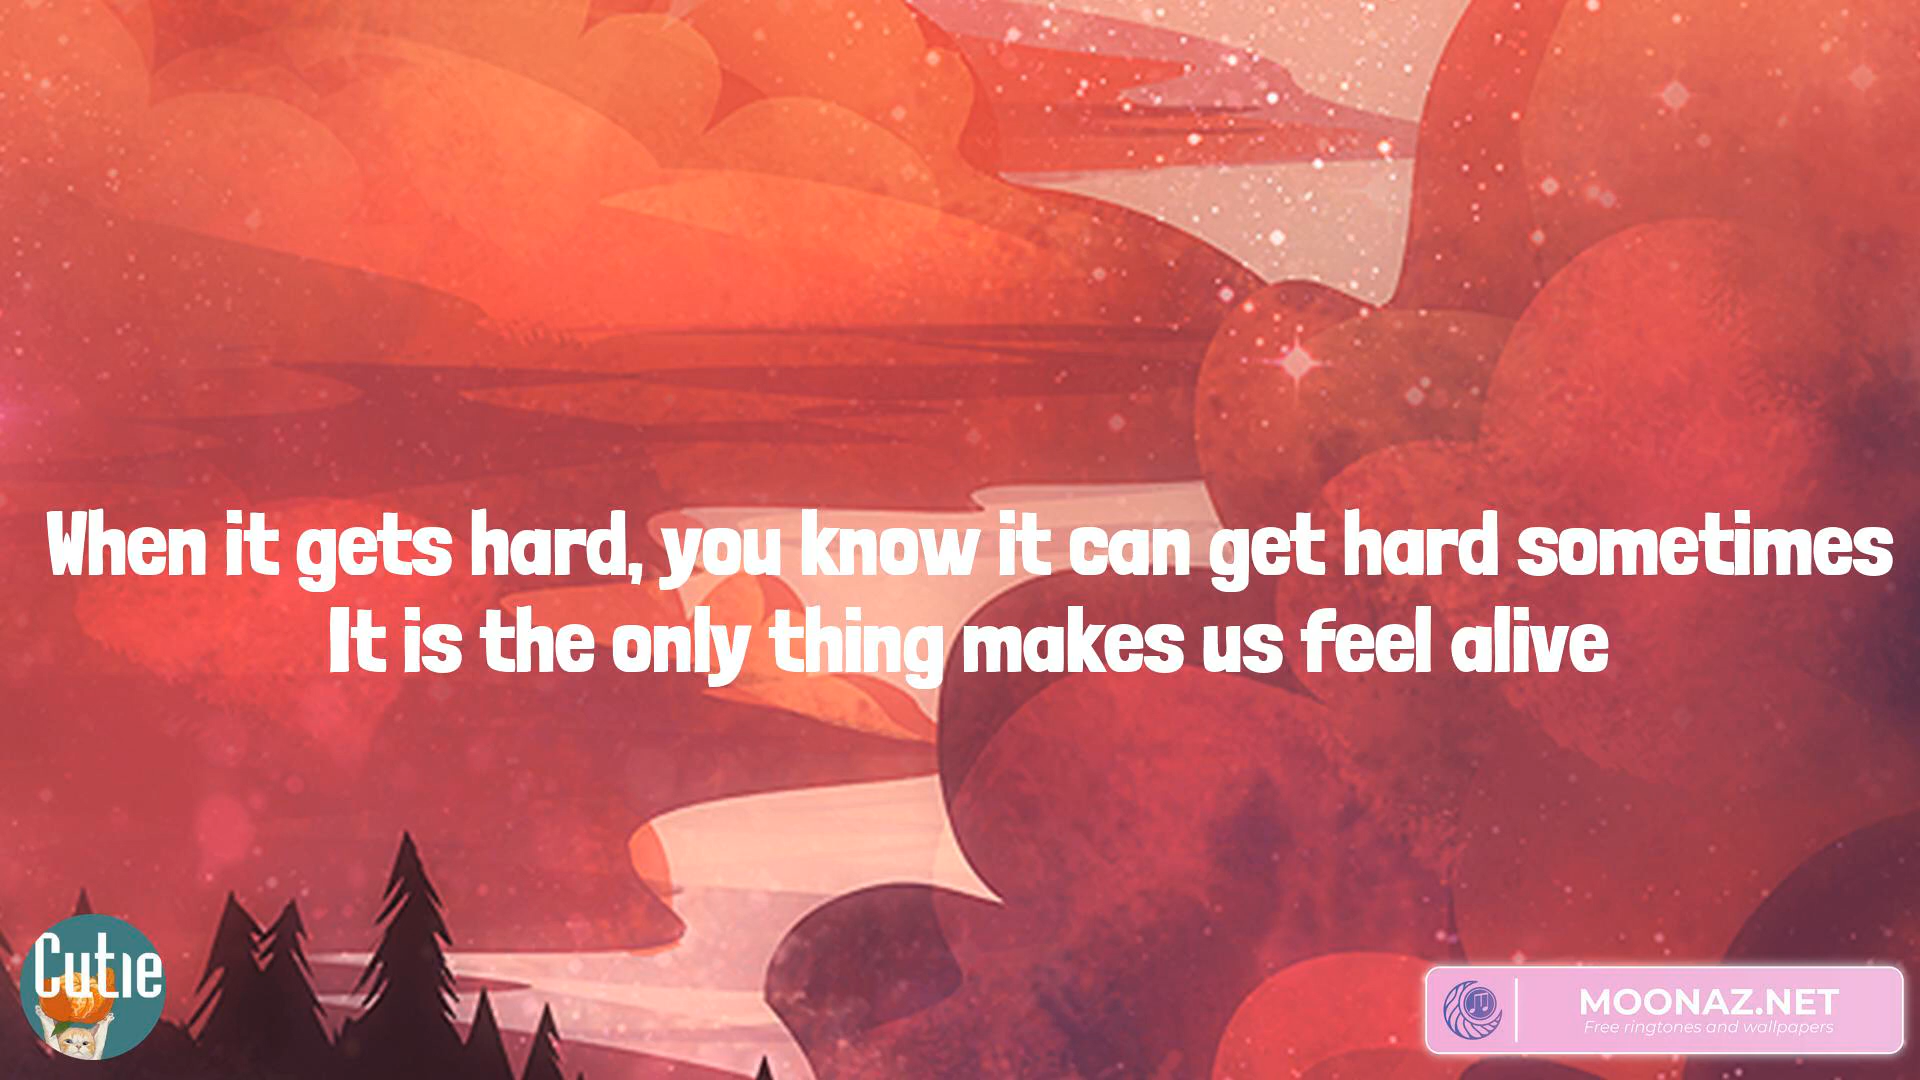 When it gets hard, you know it can get hard sometimes
It is the only thing makes us feel alive
Cutie
MOONAZ.NET
Free ringtones and wallpapers